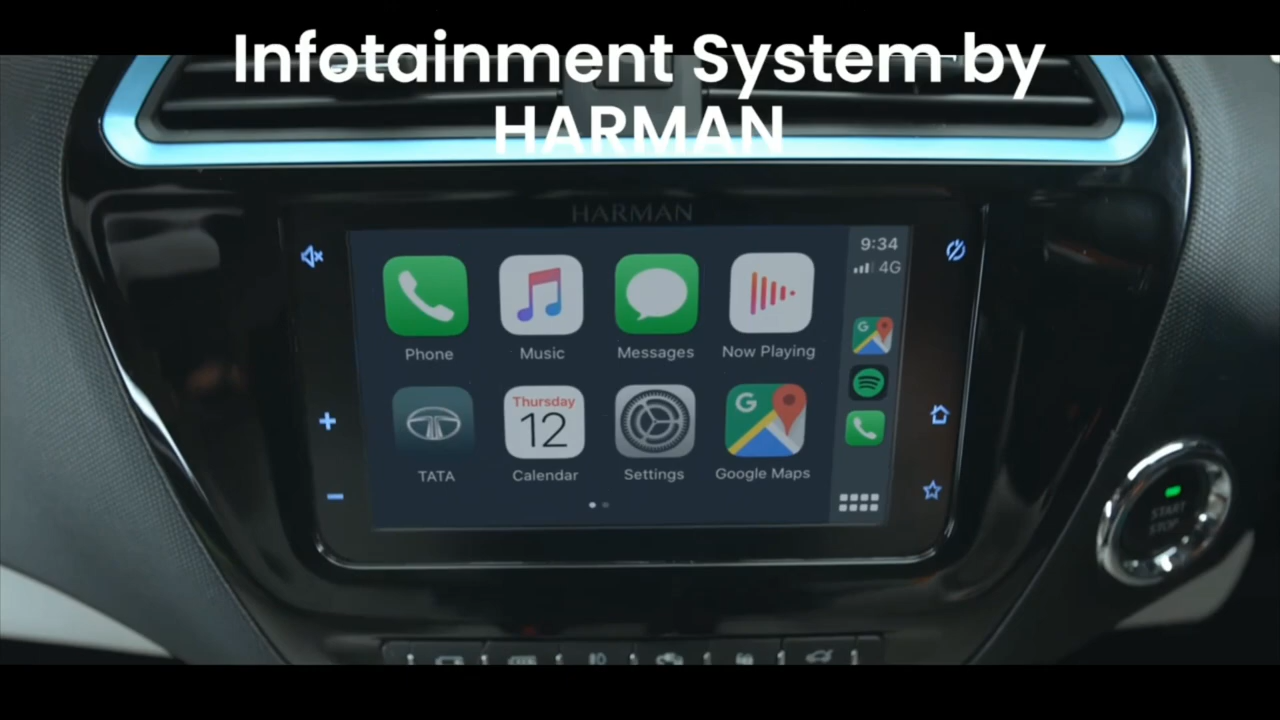 Infotainment System by
HARMAN
HARMAN
9:34
4G
Phone
Music
Messages
Now Playing
G
Thursday
12
G
TATA
Calendar
Settings
Google Maps
START
STOP